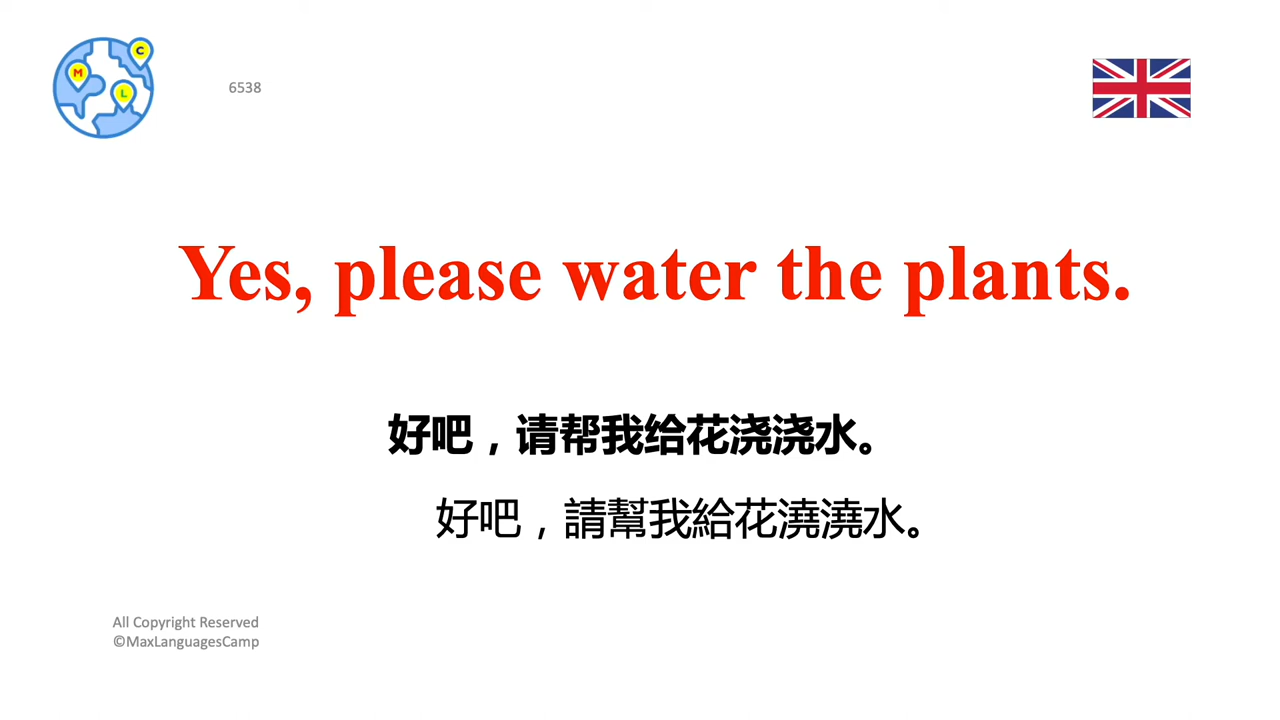 M
C
L
6538
Yes, please water the plants.
好吧，请帮我给花浇浇水。
好吧，請幫我給花澆澆水。
All Copyright Reserved
©MaxLanguagesCamp